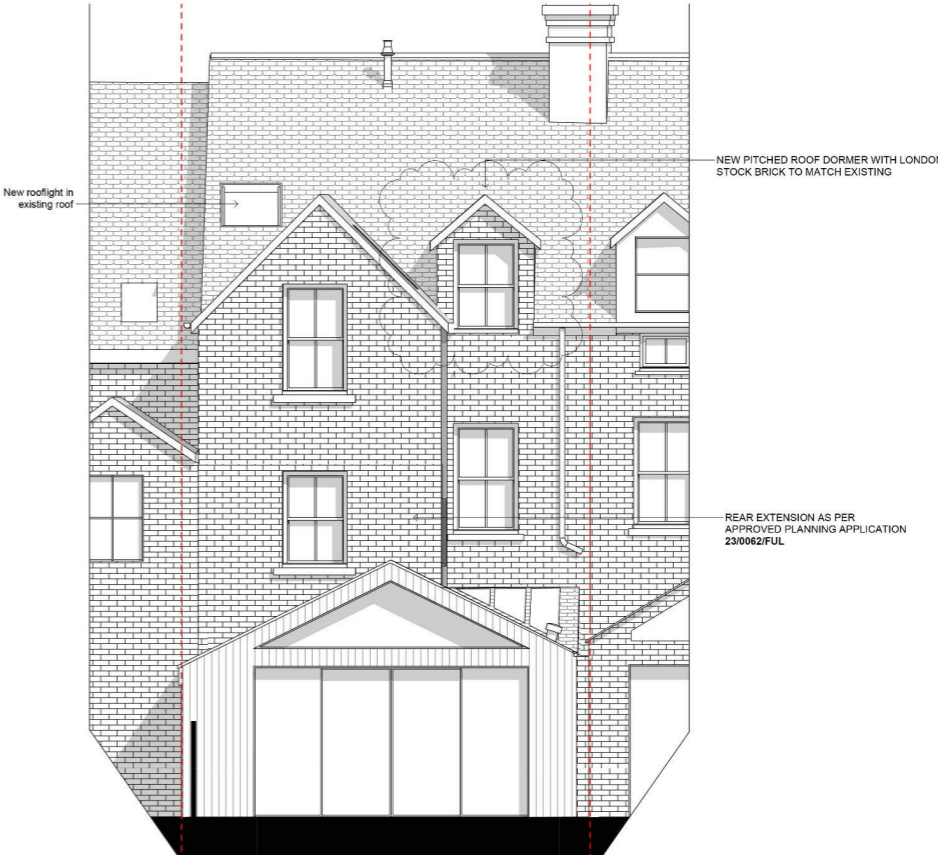 New rooflight in
existing roof
NEW PITCHED ROOF DORMER WITH LONDON
STOCK BRICK TO MATCH EXISTING
REAR EXTENSION AS PER
APPROVED PLANNING APPLICATION
23/0062/FUL